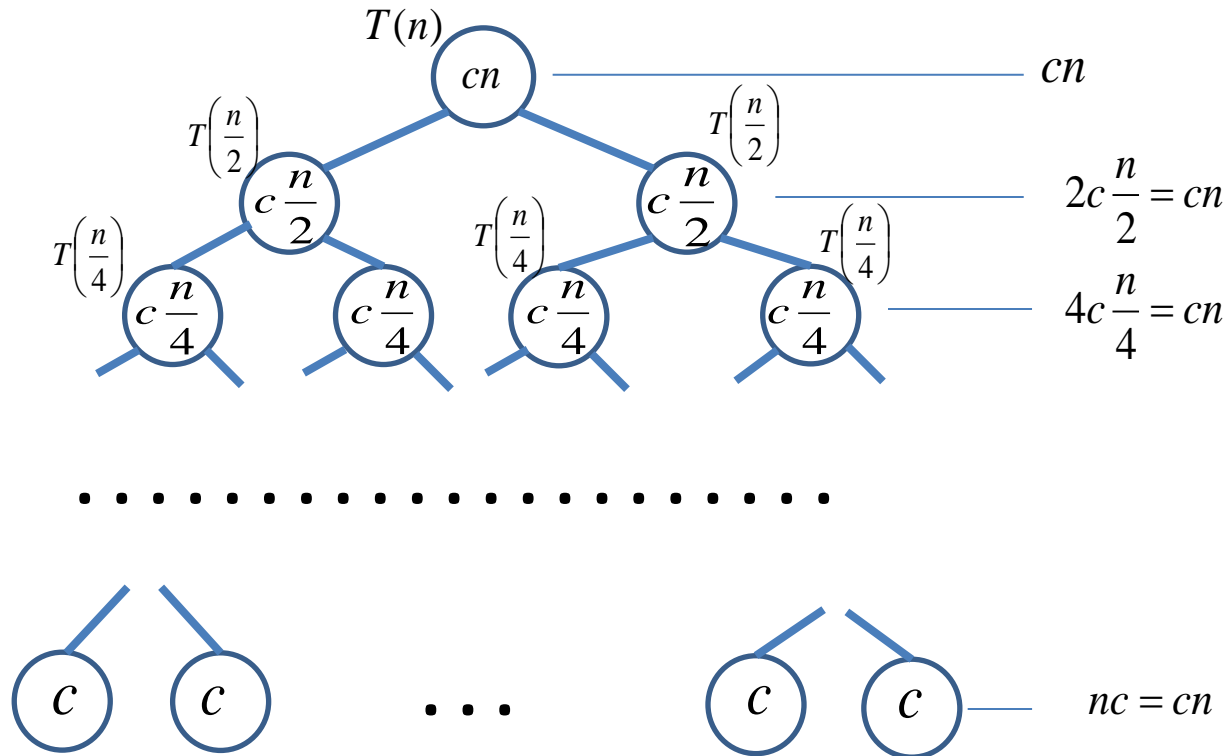 T(n)
cn
cn
T(n/2)
T(n/2)
c n/2
c n/2
2c n/2 = cn
T(n/4)
T(n/4)
T(n/4)
c n/4
c n/4
c n/4
c n/4
4c n/4 = cn
. . . . . . . . . . . . . . . . . . . . .
c
c
. . .
c
c
nc = cn